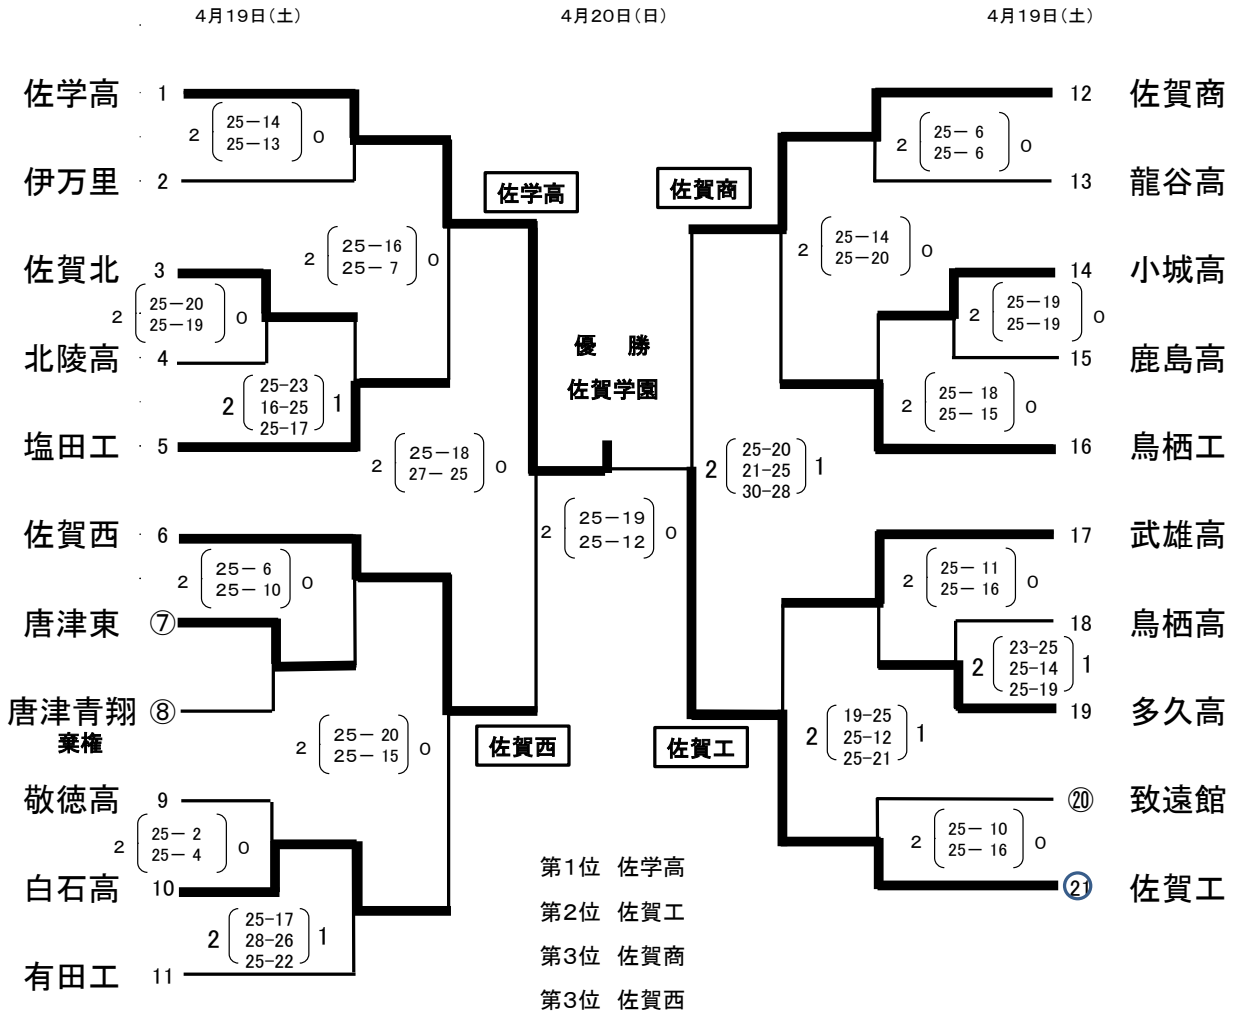 4月19日(土)
4月20日(日)
4月19日(土)
佐学高 1
2 25－14 0
25－13
伊万里 2
佐賀北 3
2 25－20 0
25－19
北陵高 4
2 25－16 0
25－ 7
2 25-23 1
16-25
25-17
塩田工 5
佐賀西 6
2 25－ 6 0
25－ 10
唐津東 ⑦
唐津青翔 ⑧
棄権
2 25－18 0
27－ 25
2 25－ 20 0
25－ 15
敬徳高 9
2 25－ 2 0
25－ 4
白石高 10
2 25-17 1
28-26
25-22
有田工 11
佐学高
佐賀西
優　勝
佐賀学園
2 25－19 0
25－12
佐賀商
佐賀工
12 佐賀商
2 25－ 6 0
25－ 6
13 龍谷高
2 25－14 0
25－20
14 小城高
2 25－19 0
25－19
15 鹿島高
2 25－ 18 0
25－ 15
16 鳥栖工
2 25-20 1
21-25
30-28
17 武雄高
2 25－ 11 0
25－ 16
18 鳥栖高
2 23-25 1
25-14
25-19
19 多久高
2 19-25 1
25-12
25-21
⑳ 致遠館
2 25－ 10 0
25－ 16
21 佐賀工
第1位　佐学高
第2位　佐賀工
第3位　佐賀商
第3位　佐賀西